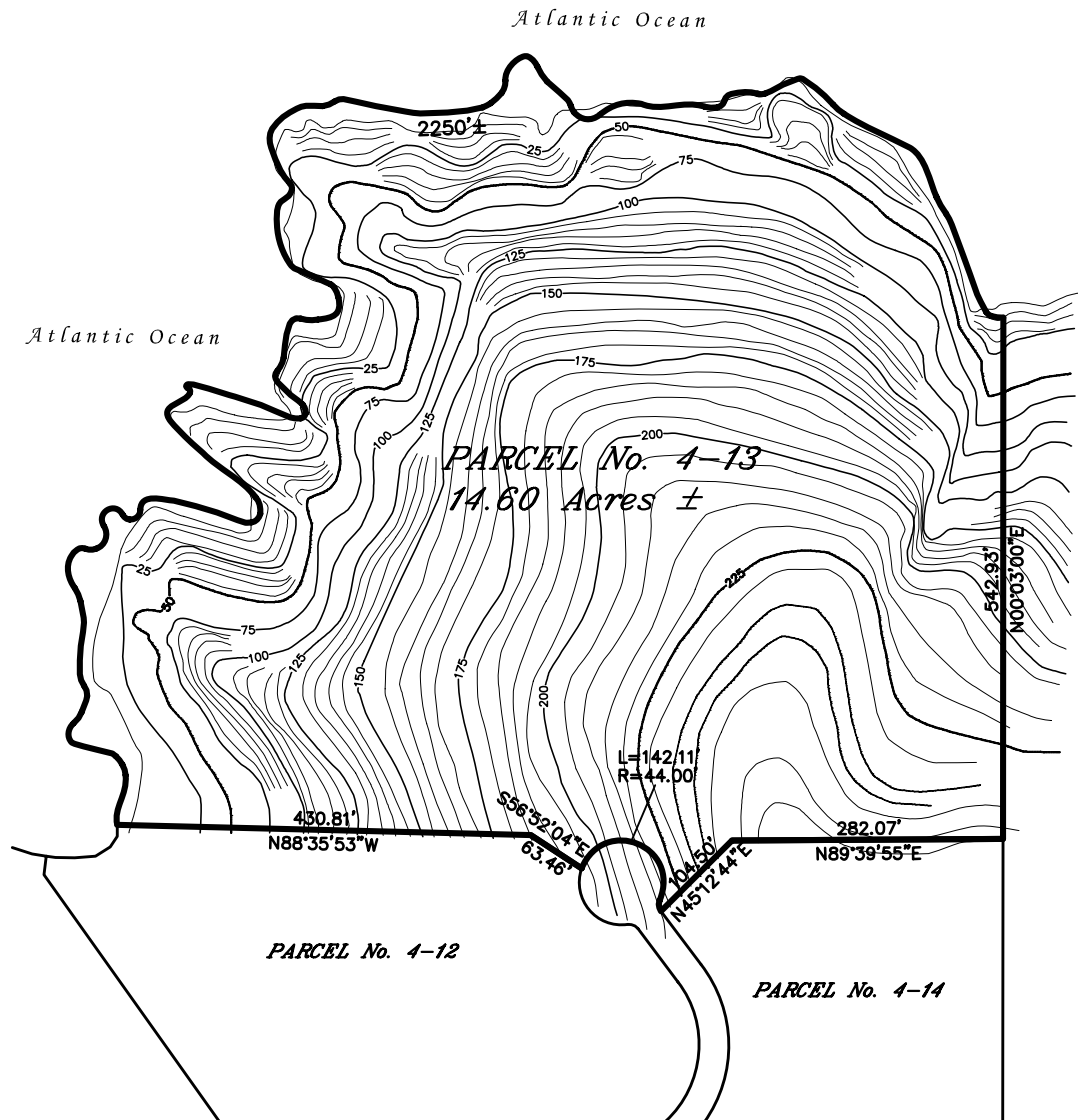 Atlantic Ocean
2250'±
50
25
75
100
125
150
Atlantic Ocean
175
25
75
125
100
200
PARCEL No. 4-13
14.60 Acres ±
542.93'
N00°03'00"E
25
225
50
75
100
125
150
175
200
L=142.11'
R=44.00'
S56°52'04"E
63.46'
430.81'
N88°35'53"W
104.50'
N45°12'44"E
282.07'
N89°39'55"E
PARCEL No. 4-12
PARCEL No. 4-14